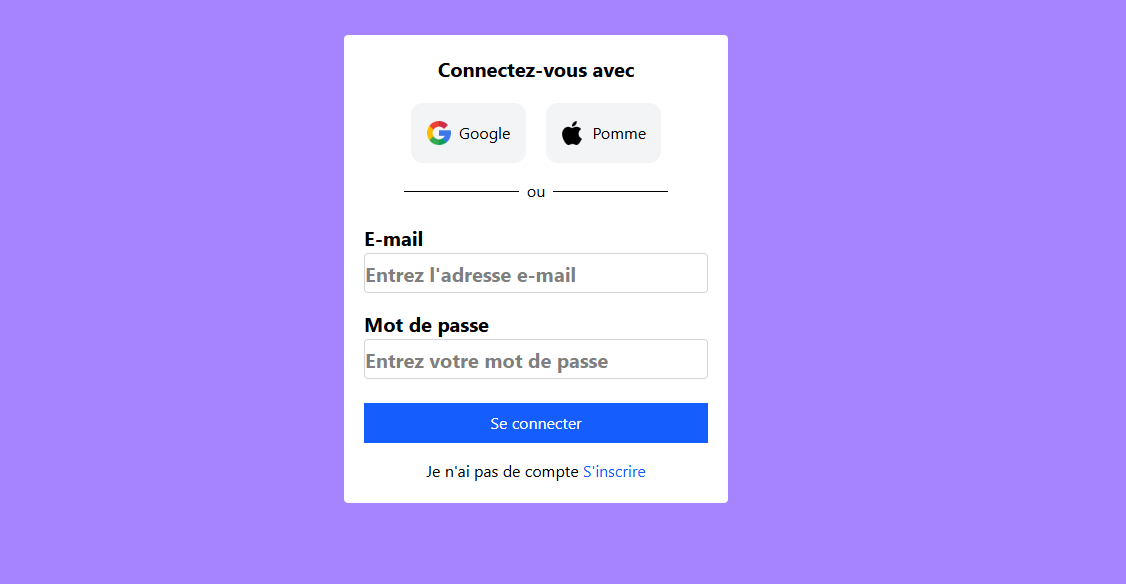 Connectez-vous avec
Google
Pomme
ou
E-mail
Entrez l'adresse e-mail
Mot de passe
Entrez votre mot de passe
Se connecter
Je n'ai pas de compte S'inscrire